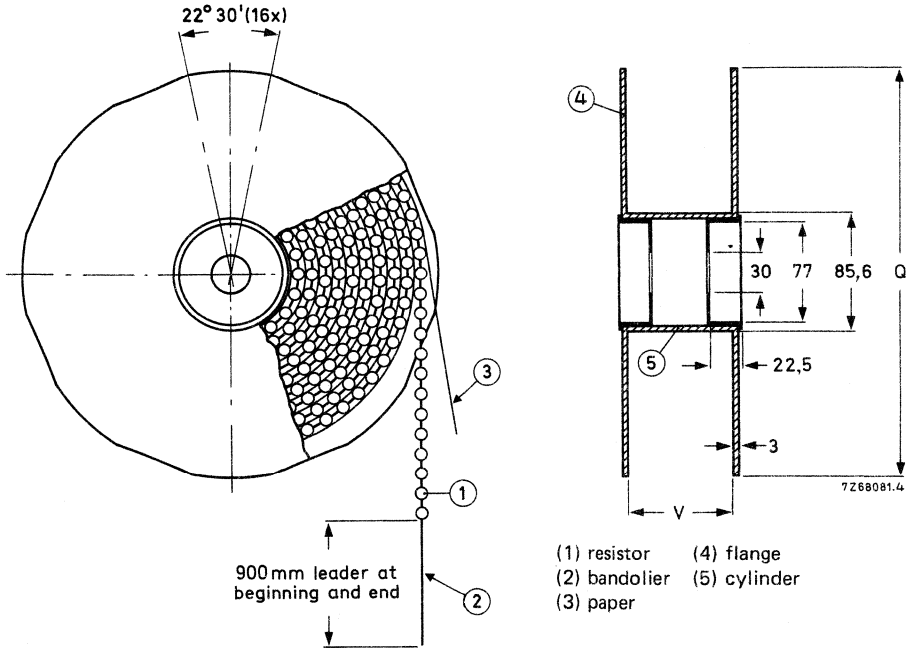 22° 30' (16x)
4
30
77
85,6
Q
5
22,5
3
3
7Z68081.4
1
V
900 mm leader at
beginning and end
2
(1) resistor
(2) bandolier
(3) paper
(4) flange
(5) cylinder